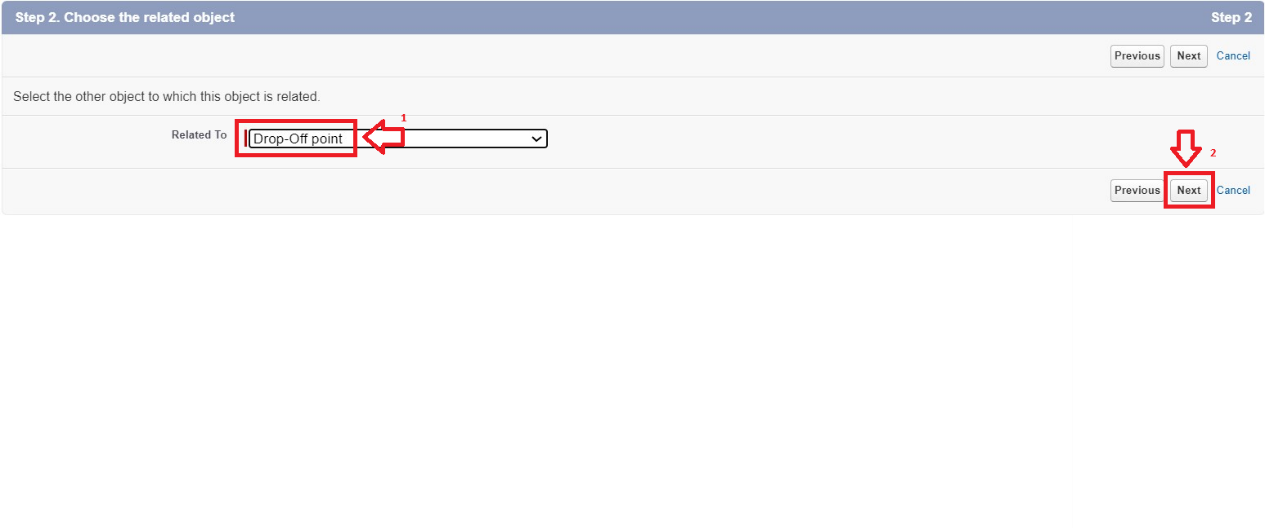 Step 2. Choose the related object Step 2
Previous Next Cancel
Select the other object to which this object is related.
1
Related To Drop-Off point
2
Previous Next Cancel